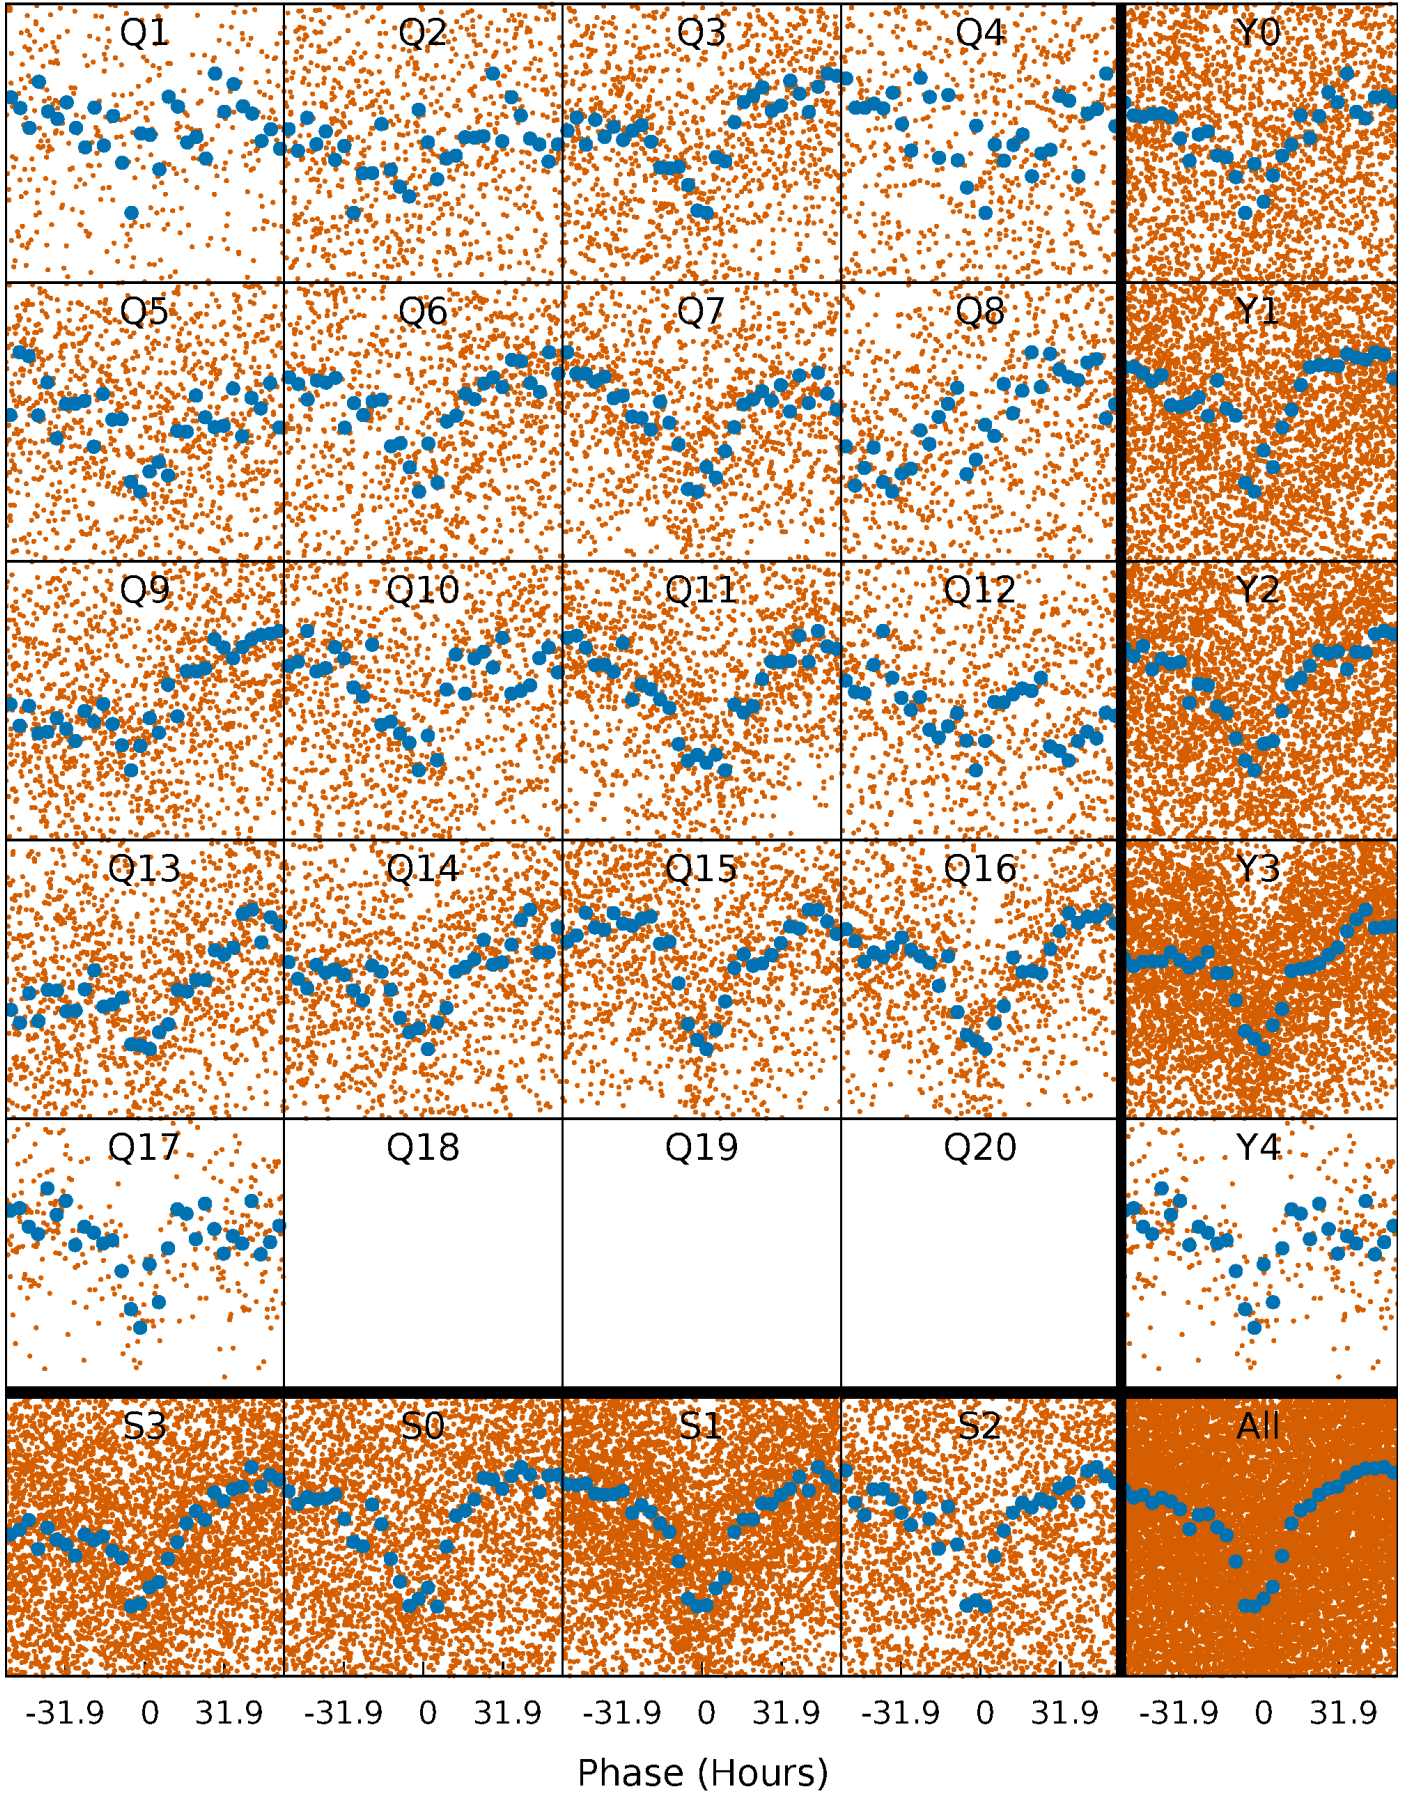 Q1 Q2 Q3 Q4 Y0
Q5 Q6 Q7 Q8 Y1
Q9 Q10 Q11 Q12 Y2
Q13 Q14 Q15 Q16 Y3
Q17 Q18 Q19 Q20 Y4
S3 S0 S1 S2 All
-31.9 0 31.9 -31.9 0 31.9 -31.9 0 31.9 -31.9 0 31.9 -31.9 0 31.9
Phase (Hours)